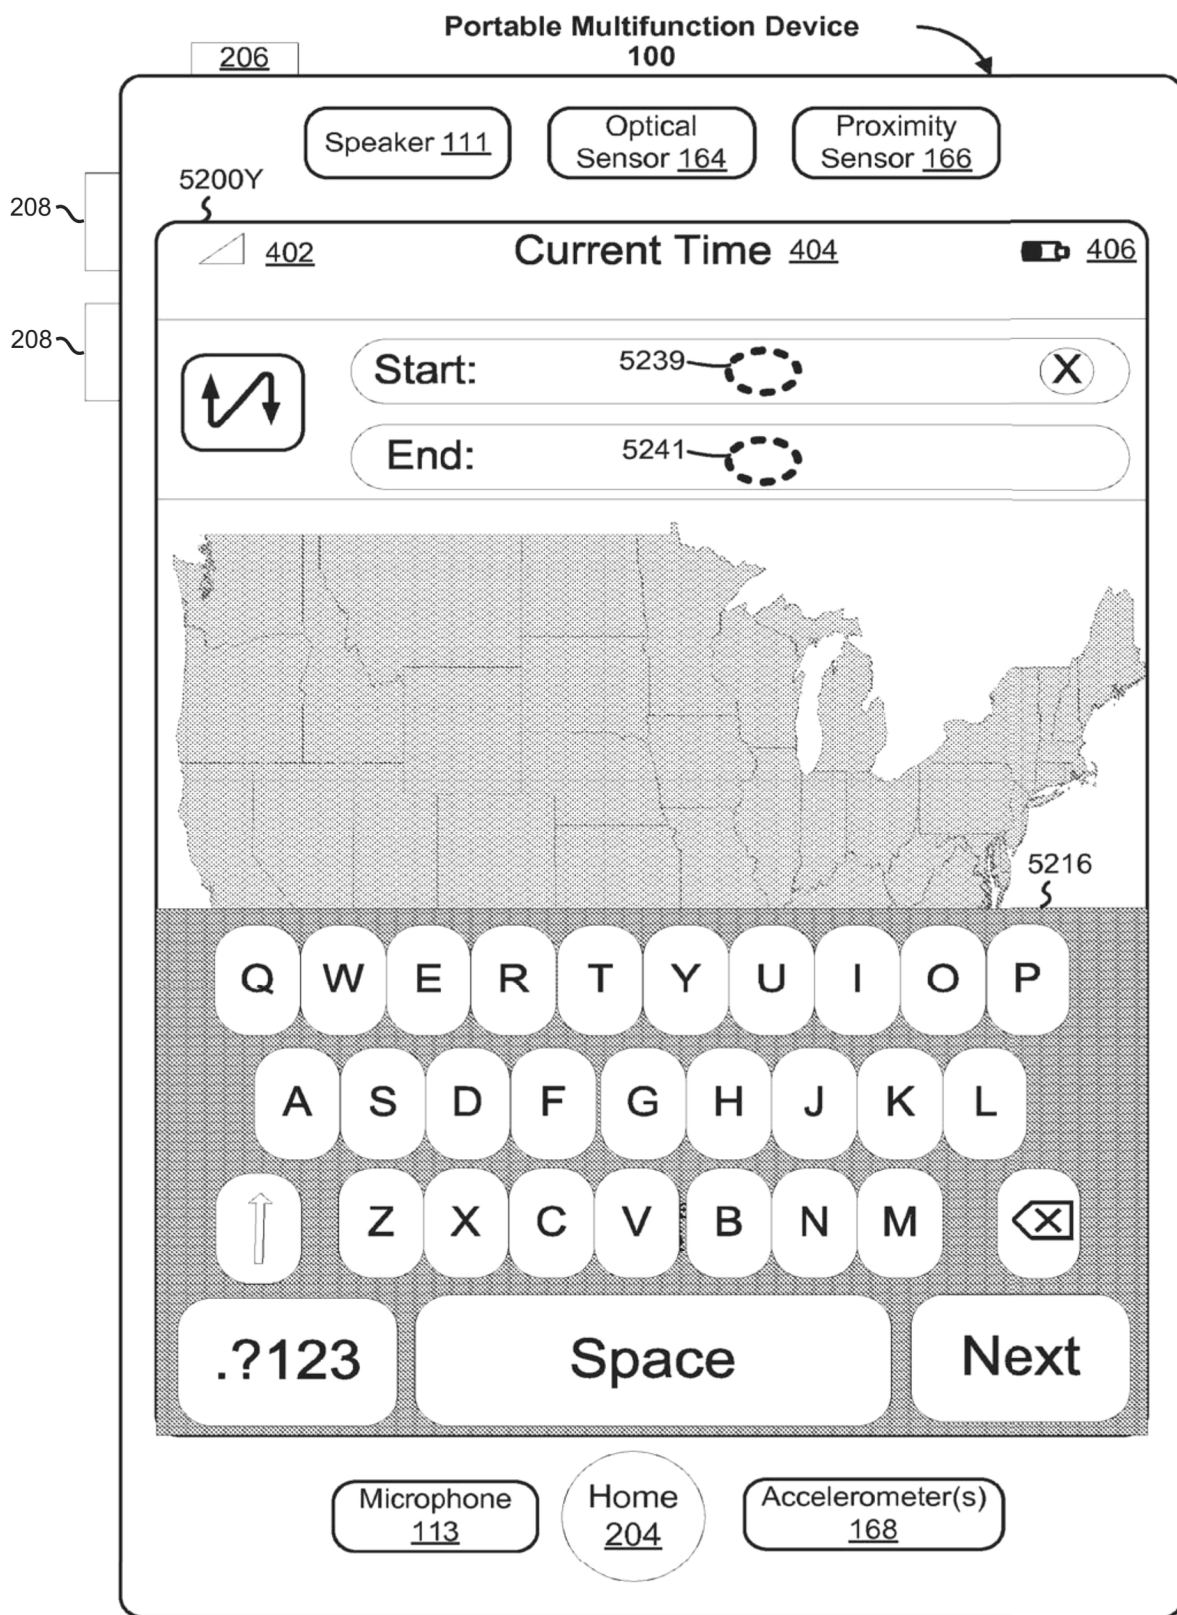 Portable Multifunction Device
100
206
Speaker 111
Optical
Sensor 164
Proximity
Sensor 166
5200Y
208
208
402
Current Time 404
406
Start:
5239
X
End:
5241
5216
Q W E R T Y U I O P
A S D F G H J K L
Z X C V B N M
.?123
Space
Next
Microphone
113
Home
204
Accelerometer(s)
168